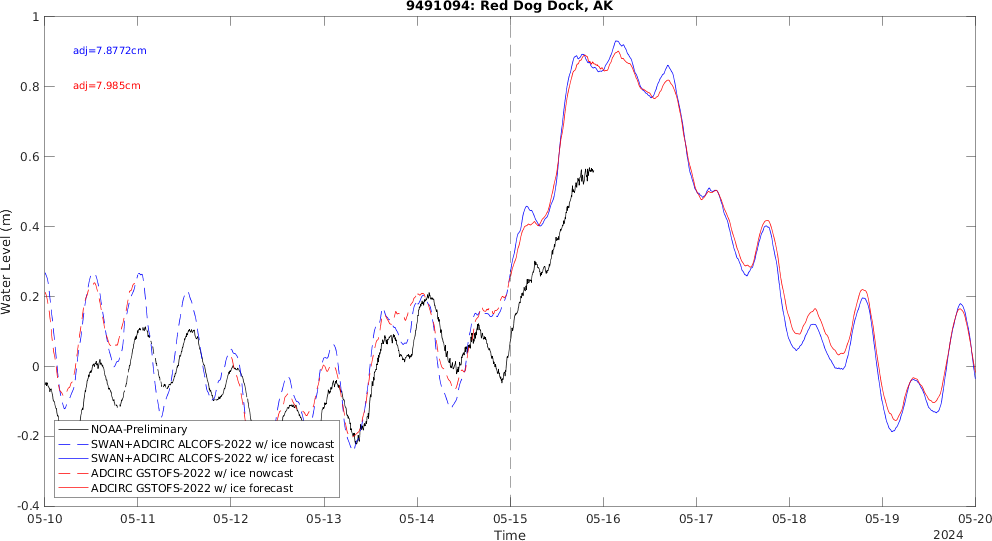 9491094: Red Dog Dock, AK
adj=7.8772cm
adj=7.985cm
Water Level (m)
1
0.8
0.6
0.4
0.2
0
-0.2
-0.4
NOAA-Preliminary
SWAN+ADCIRC ALCOFS-2022 w/ ice nowcast
SWAN+ADCIRC ALCOFS-2022 w/ ice forecast
ADCIRC GSTOFS-2022 w/ ice nowcast
ADCIRC GSTOFS-2022 w/ ice forecast
05-10 05-11 05-12 05-13 05-14 05-15 05-16 05-17 05-18 05-19 05-20
Time
2024